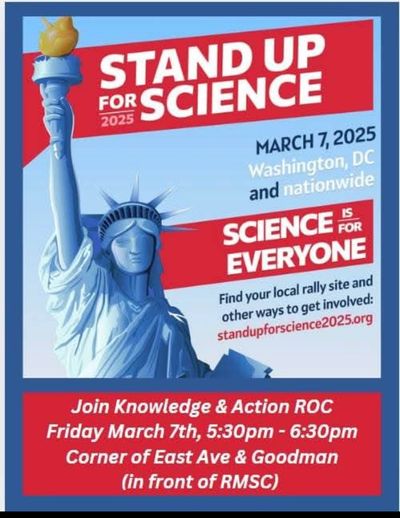 STAND UP
FOR SCIENCE
2025
MARCH 7, 2025
Washington, DC
and nationwide
SCIENCE IS FOR
EVERYONE
Find your local rally site and
other ways to get involved:
standupforscience2025.org
Join Knowledge & Action ROC
Friday March 7th, 5:30pm - 6:30pm
Corner of East Ave & Goodman
(in front of RMSC)